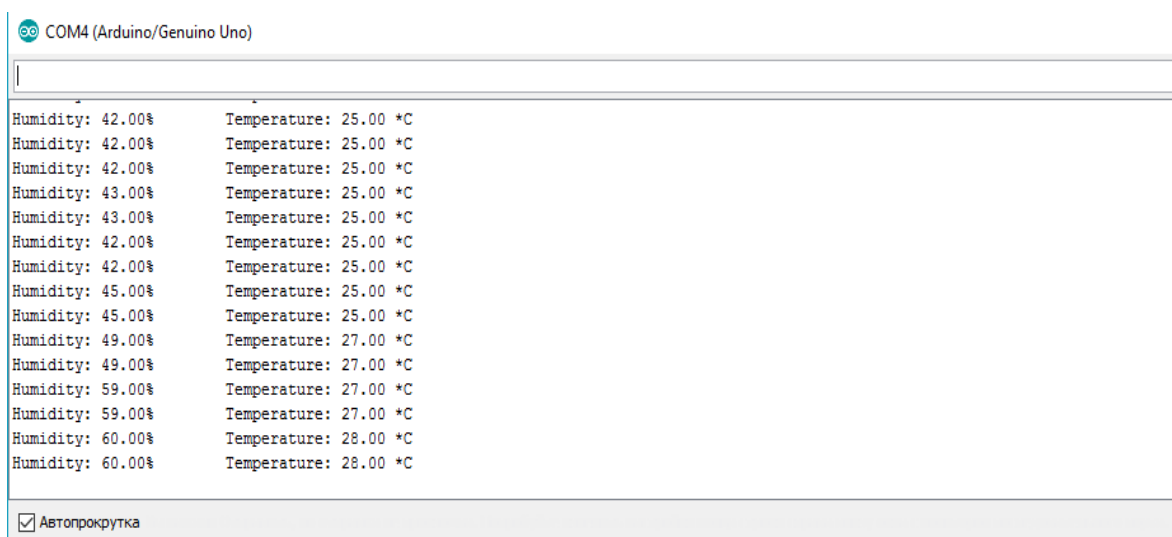 COM4 (Arduino/Genuino Uno)
Humidity: 42.00% Temperature: 25.00 *C
Humidity: 42.00% Temperature: 25.00 *C
Humidity: 42.00% Temperature: 25.00 *C
Humidity: 43.00% Temperature: 25.00 *C
Humidity: 43.00% Temperature: 25.00 *C
Humidity: 42.00% Temperature: 25.00 *C
Humidity: 42.00% Temperature: 25.00 *C
Humidity: 45.00% Temperature: 25.00 *C
Humidity: 45.00% Temperature: 25.00 *C
Humidity: 49.00% Temperature: 27.00 *C
Humidity: 49.00% Temperature: 27.00 *C
Humidity: 59.00% Temperature: 27.00 *C
Humidity: 59.00% Temperature: 27.00 *C
Humidity: 60.00% Temperature: 28.00 *C
Humidity: 60.00% Temperature: 28.00 *C
Автопрокрутка